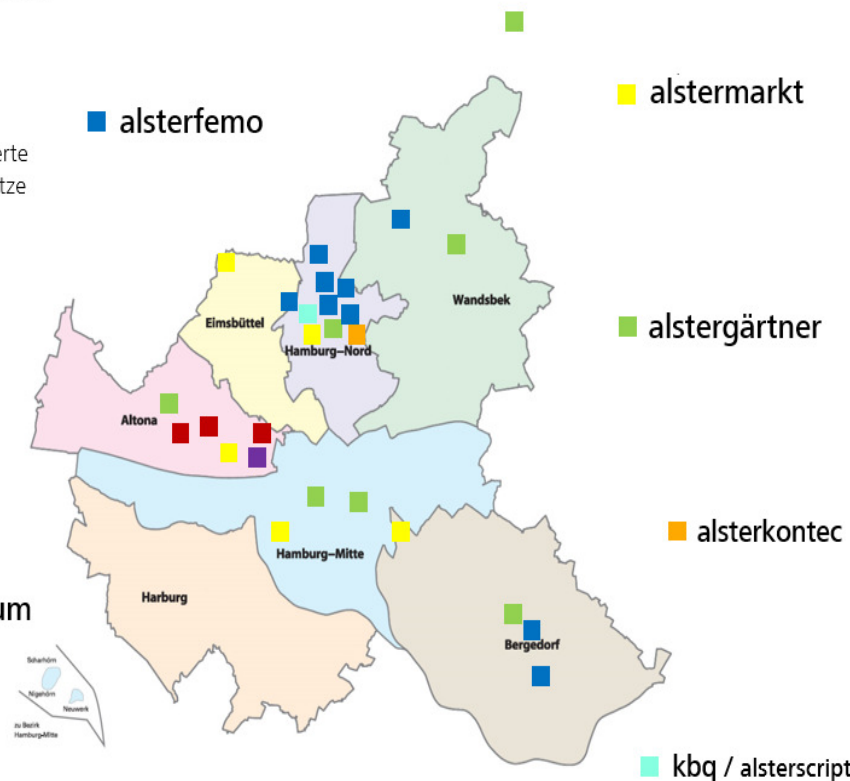 alstermarkt
alsterfemo
erte
tze
Wandsbek
Eimsbüttel
alstergärtner
Hamburg–Nord
Altona
alsterkontec
Hamburg–Mitte
Harburg
um
Bergedorf
Scharhörn
Nigehörn
Neuwerk
zu Bezirk
Hamburg-Mitte
kbq / alsterscript